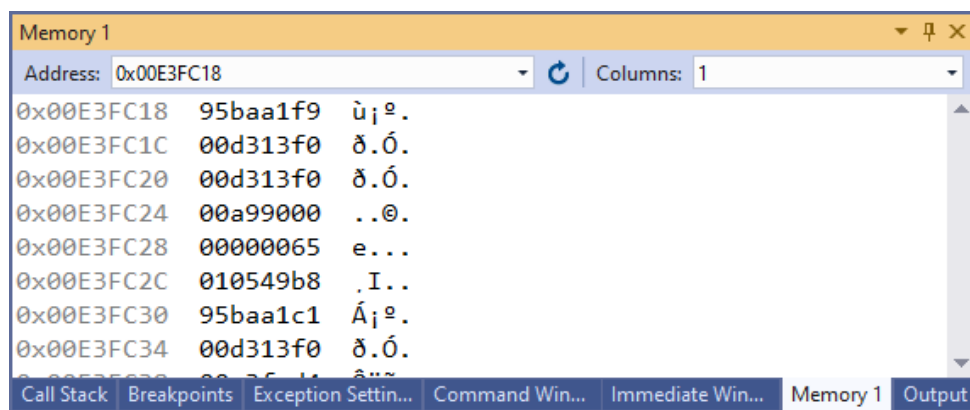 Memory 1
Address: 0x00E3FC18 Columns: 1
0x00E3FC18 95baa1f9 ù¡º.
0x00E3FC1C 00d313f0 ð.Ó.
0x00E3FC20 00d313f0 ð.Ó.
0x00E3FC24 00a99000 ..©.
0x00E3FC28 00000065 e...
0x00E3FC2C 010549b8 ¸I..
0x00E3FC30 95baa1c1 Á¡º.
0x00E3FC34 00d313f0 ð.Ó.
Call Stack Breakpoints Exception Settin... Command Win... Immediate Win... Memory 1 Output